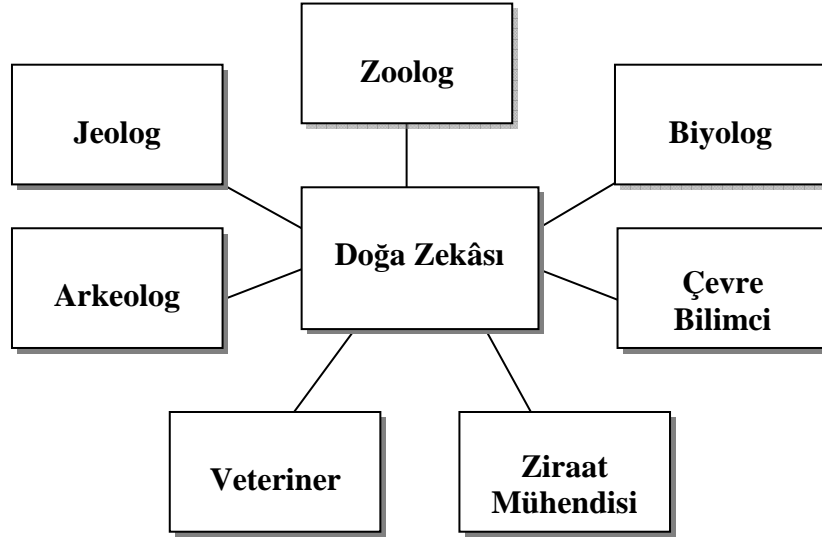 Zoolog
Jeolog
Biyolog
Doğa Zekâsı
Arkeolog
Çevre
Bilimci
Veteriner
Ziraat
Mühendisi